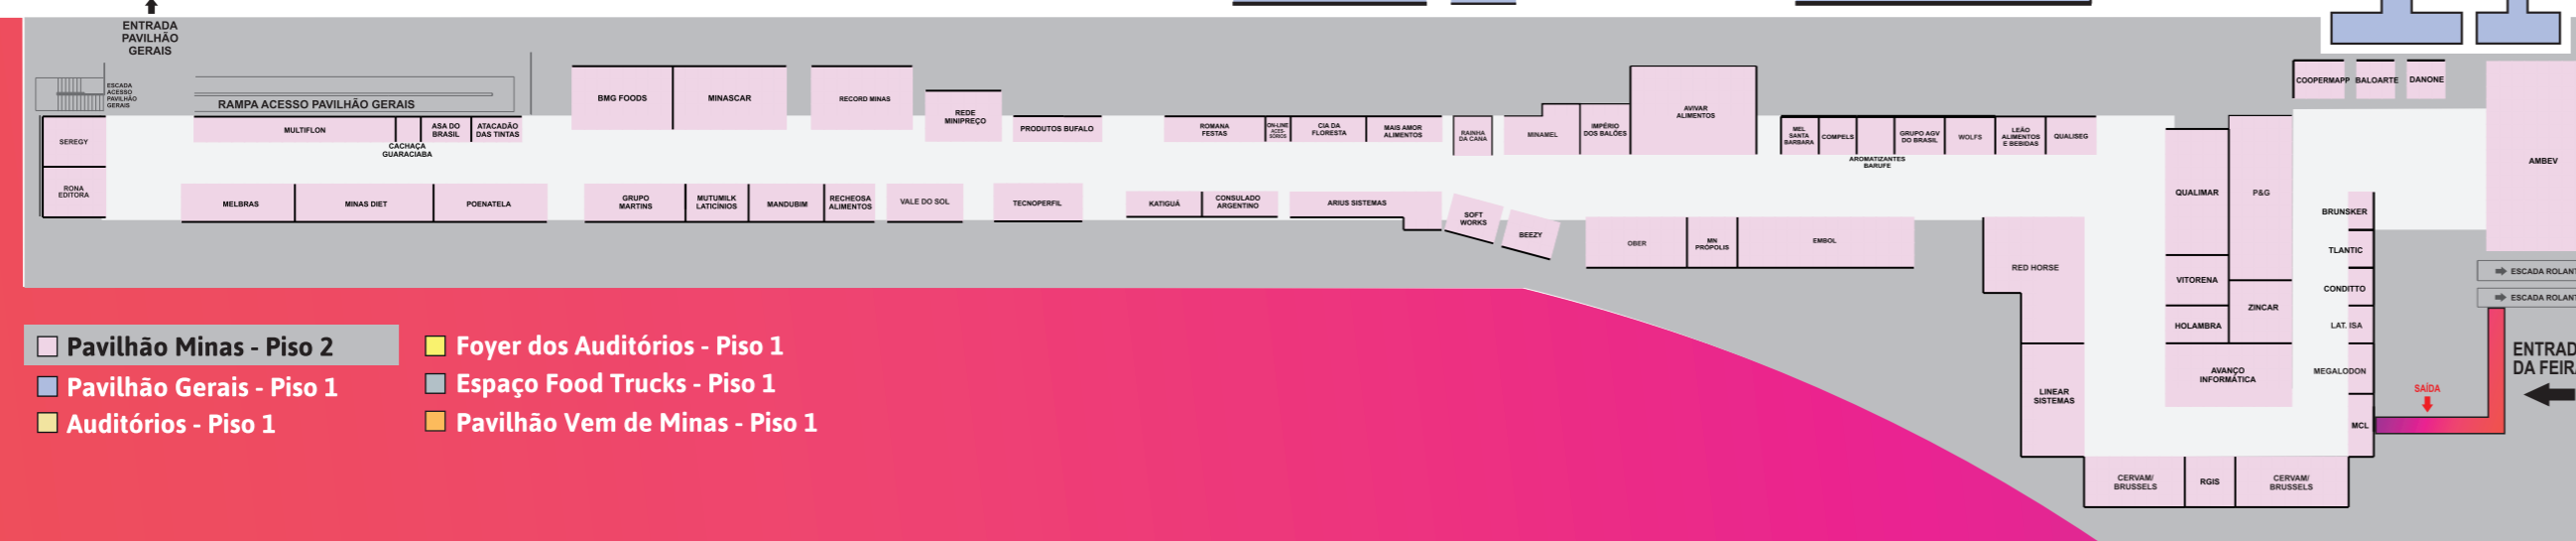 ENTRADA
PAVILHÃO
GERAIS
ESCADA
ACESSO
PAVILHÃO
GERAIS
RAMPA ACESSO PAVILHÃO GERAIS
SEREGY
RONA
EDITORA
MULTIFLON
CACHAÇA
GUARACIABA
ASA DO
BRASIL
ATACADÃO
DAS TINTAS
BMG FOODS
MINASCAR
RECORD MINAS
REDE
MINIPREÇO
PRODUTOS BUFALO
ROMANA
FESTAS
ON-LINE
ACES-
SÓRIOS
CIA DA
FLORESTA
MAIS AMOR
ALIMENTOS
RAINHA
DA CANA
MINAMEL
IMPÉRIO
DOS BALÕES
AVIVAR
ALIMENTOS
MEL
SANTA
BARBARA
COMPELS
AROMATIZANTES
BARUFE
GRUPO AGV
DO BRASIL
WOLFS
LEÃO
ALIMENTOS
E BEBIDAS
QUALISEG
MELBRAS
MINAS DIET
POENATELA
GRUPO
MARTINS
MUTUMILK
LATICÍNIOS
MANDUBIM
RECHEOSA
ALIMENTOS
VALE DO SOL
TECNOPERFIL
KATIGUÁ
CONSULADO
ARGENTINO
ARIUS SISTEMAS
SOFT
WORKS
BEEZY
OBER
MN
PRÓPOLIS
EMBOL
RED HORSE
LINEAR
SISTEMAS
QUALIMAR
P&G
VITORENA
ZINCAR
HOLAMBRA
AVANÇO
INFORMÁTICA
CERVAM/
BRUSSELS
RGIS
CERVAM/
BRUSSELS
COOPERMAPP
BALOARTE
DANONE
AMBEV
BRUNSKER
TLANTIC
CONDITTO
LAT. ISA
MEGALODON
MCL
SAÍDA
ESCADA ROLANT
ESCADA ROLANT
ENTRAD
DA FEIRA
Pavilhão Minas - Piso 2
Pavilhão Gerais - Piso 1
Auditórios - Piso 1
Foyer dos Auditórios - Piso 1
Espaço Food Trucks - Piso 1
Pavilhão Vem de Minas - Piso 1